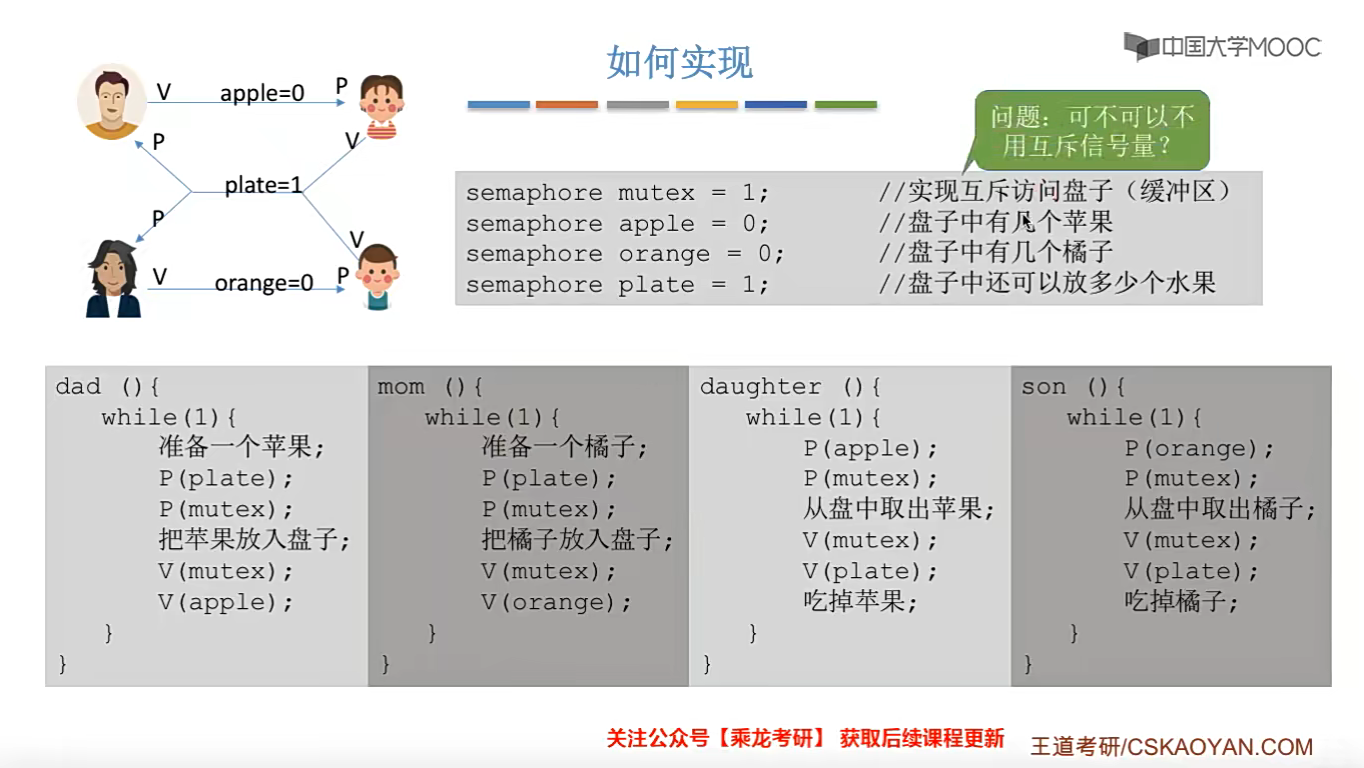 如何实现
中国大学MOOC
V apple=0 P
P V
plate=1
P V
V orange=0 P
问题：可不可以不
用互斥信号量？
semaphore mutex = 1; //实现互斥访问盘子（缓冲区）
semaphore apple = 0; //盘子中有几个苹果
semaphore orange = 0; //盘子中有几个橘子
semaphore plate = 1; //盘子中还可以放多少个水果
dad (){
while(1){
准备一个苹果;
P(plate);
P(mutex);
把苹果放入盘子;
V(mutex);
V(apple);
}
}
mom (){
while(1){
准备一个橘子;
P(plate);
P(mutex);
把橘子放入盘子;
V(mutex);
V(orange);
}
}
daughter (){
while(1){
P(apple);
P(mutex);
从盘中取出苹果;
V(mutex);
V(plate);
吃掉苹果;
}
}
son (){
while(1){
P(orange);
P(mutex);
从盘中取出橘子;
V(mutex);
V(plate);
吃掉橘子;
}
}
关注公众号【乘龙考研】 获取后续课程更新
王道考研/CSKAOYAN.COM